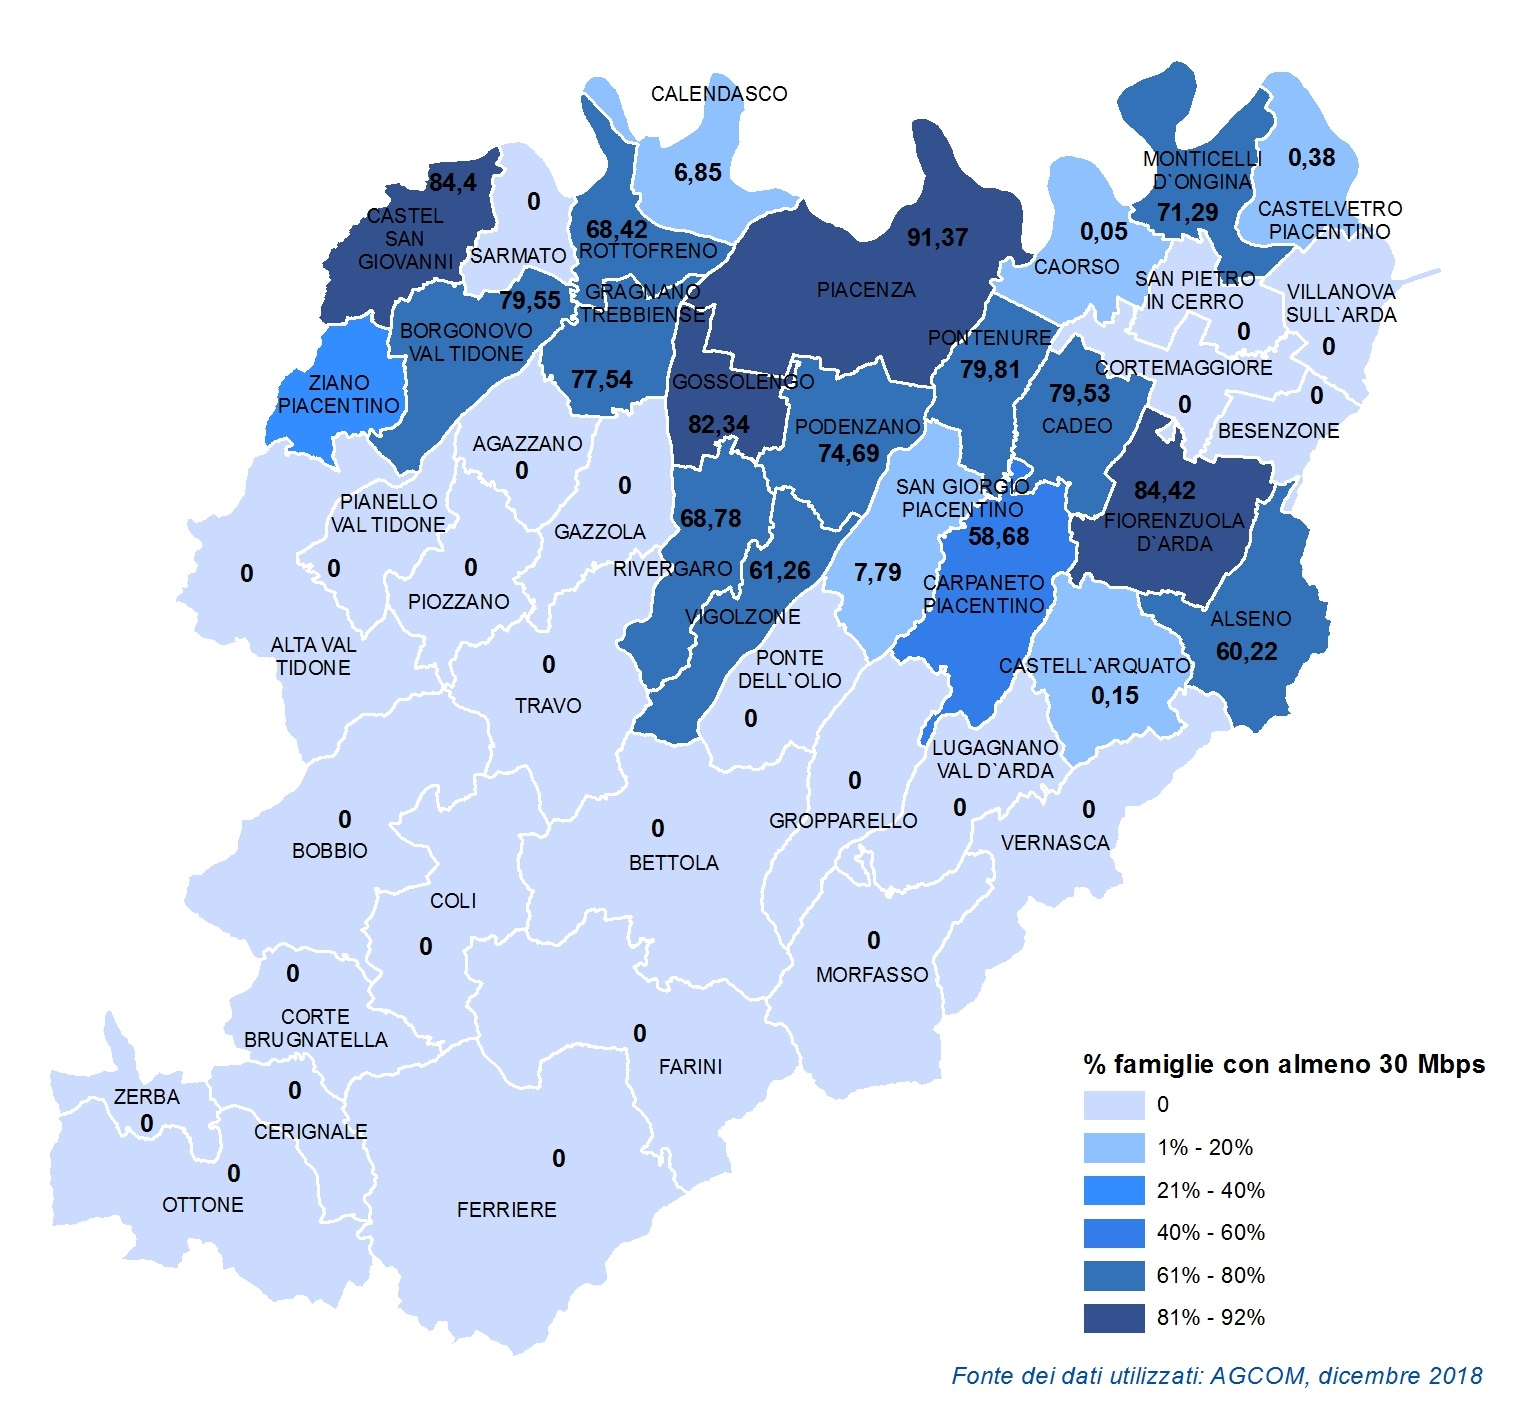 CALENDASCO
6,85
84,4
CASTEL
SAN
GIOVANNI
0
SARMATO
68,42
ROTTOFRENO
91,37
PIACENZA
0,05
CAORSO
MONTICELLI
D`ONGINA
71,29
0,38
CASTELVETRO
PIACENTINO
SAN PIETRO
IN CERRO
0
VILLANOVA
SULL`ARDA
0
79,55
BORGONOVO
VAL TIDONE
GRAGNANO
TREBBIENSE
77,54
ZIANO
PIACENTINO
GOSSOLENGO
82,34
PONTENURE
79,81
79,53
CADEO
CORTEMAGGIORE
0
0
BESENZONE
PODENZANO
74,69
AGAZZANO
0
0
GAZZOLA
PIANELLO
VAL TIDONE
0
0
PIOZZANO
0
ALTA VAL
TIDONE
68,78
RIVERGARO
61,26
VIGOLZONE
SAN GIORGIO
PIACENTINO
7,79
58,68
CARPANETO
PIACENTINO
84,42
FIORENZUOLA
D`ARDA
ALSENO
60,22
CASTELL`ARQUATO
0,15
0
TRAVO
PONTE
DELL`OLIO
0
LUGAGNANO
VAL D`ARDA
0
0
GROPPARELLO
0
VERNASCA
0
BOBBIO
0
BETTOLA
COLI
0
0
MORFASSO
0
CORTE
BRUGNATELLA
0
FARINI
ZERBA
0
0
CERIGNALE
0
OTTONE
0
FERRIERE
% famiglie con almeno 30 Mbps
0
1% - 20%
21% - 40%
40% - 60%
61% - 80%
81% - 92%
Fonte dei dati utilizzati: AGCOM, dicembre 2018